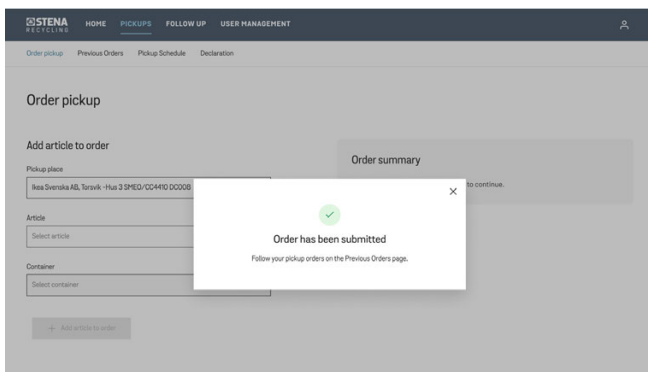 STENA
RECYCLING
HOME PICKUPS FOLLOW UP USER MANAGEMENT
Order pickup Previous Orders Pickup Schedule Declaration
Order pickup
Add article to order
Pickup place
Ikea Svenska AB, Torsvik -Hus 3 SMEO/CC4410 DC008
Article
Select article
Container
Select container
+ Add article to order
Order summary
to continue.
Order has been submitted
Follow your pickup orders on the Previous Orders page.